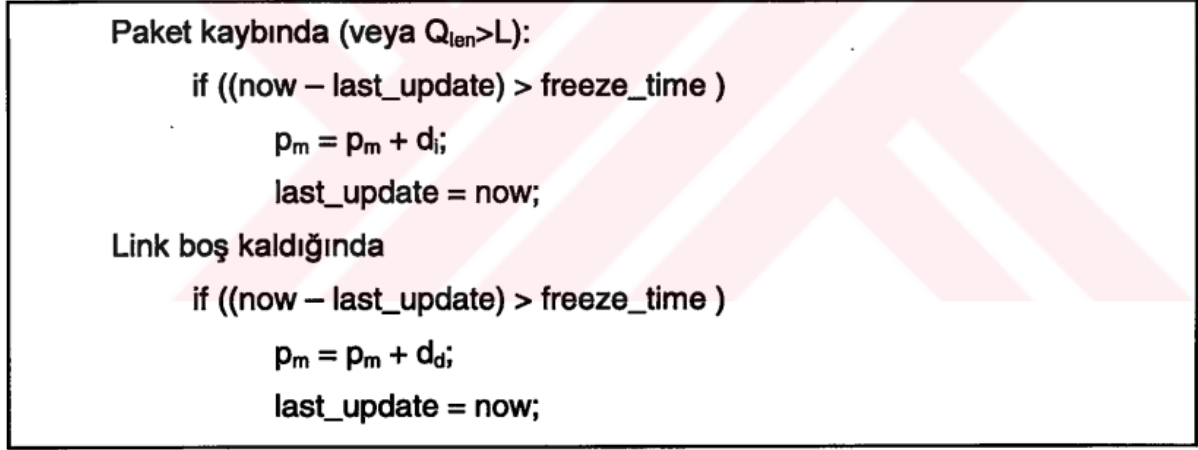 Paket kaybında (veya Qlen>L):
if ((now – last_update) > freeze_time )
pm = pm + di;
last_update = now;
Link boş kaldığında
if ((now – last_update) > freeze_time )
pm = pm + dd;
last_update = now;